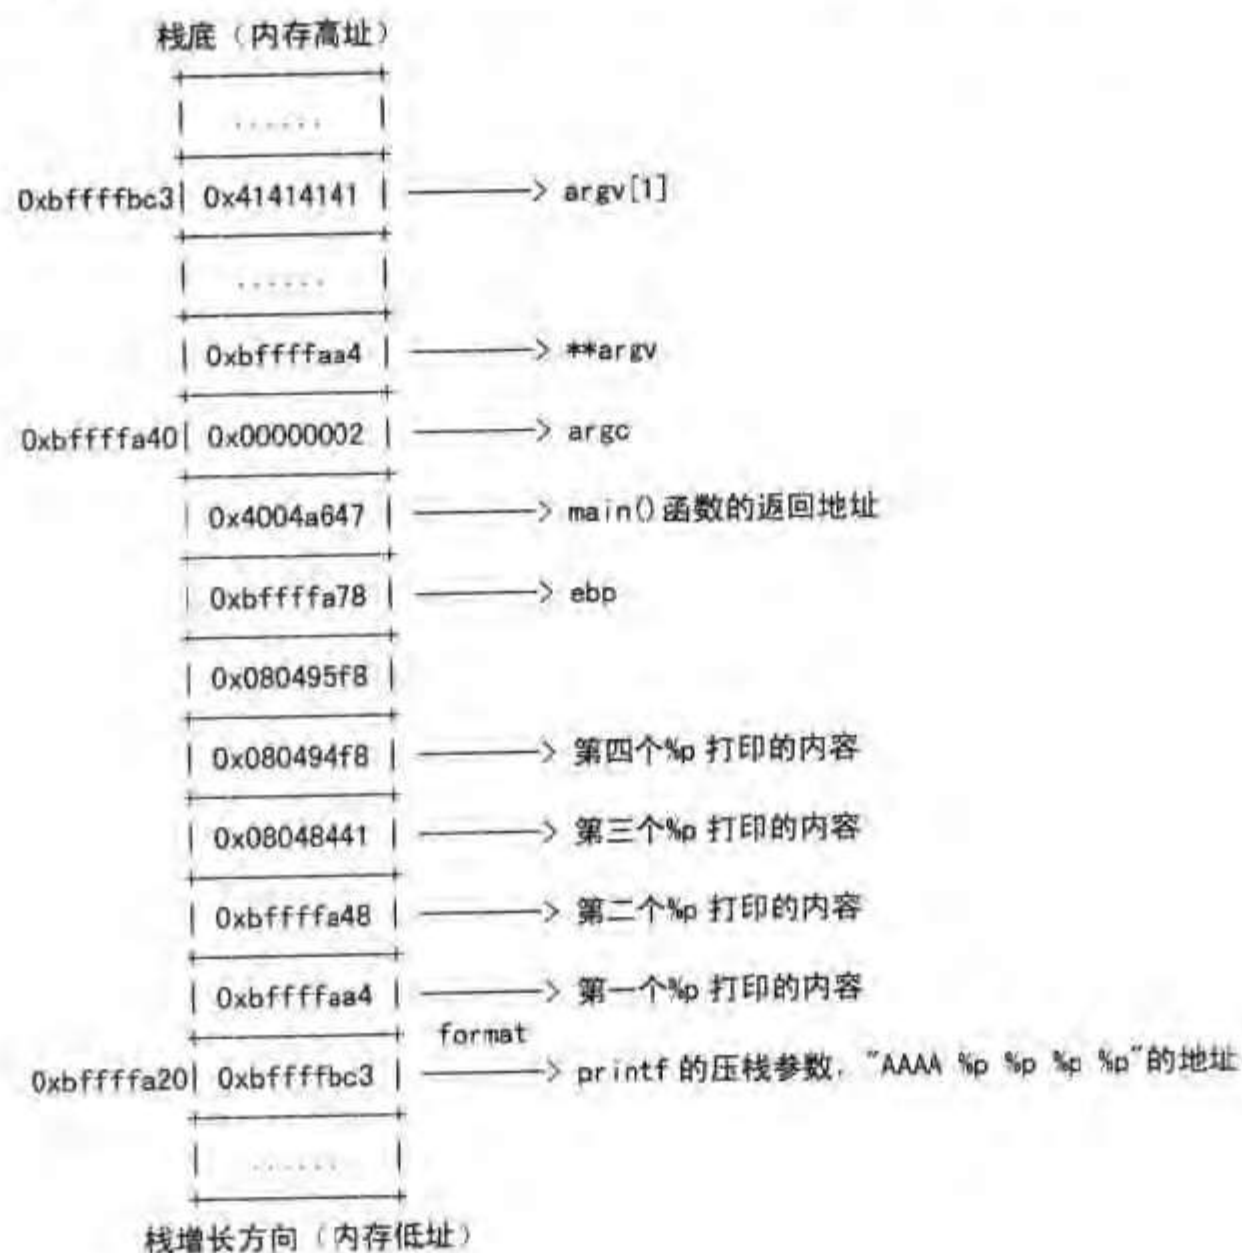 栈底（内存高址）
......
0xbffffbc3| 0x41414141 | ———> argv[1]
......
0xbffffaa4 | ———> **argv
0xbffffa40| 0x00000002 | ———> argc
0x4004a647 | ———> main()函数的返回地址
0xbffffa78 | ———> ebp
0x080495f8
0x080494f8 | ———> 第四个%p 打印的内容
0x08048441 | ———> 第三个%p 打印的内容
0xbffffa48 | ———> 第二个%p 打印的内容
0xbffffaa4 | ———> 第一个%p 打印的内容
format
0xbffffa20| 0xbffffbc3 | ———> printf 的压栈参数，"AAAA %p %p %p %p"的地址
......
栈增长方向（内存低址）